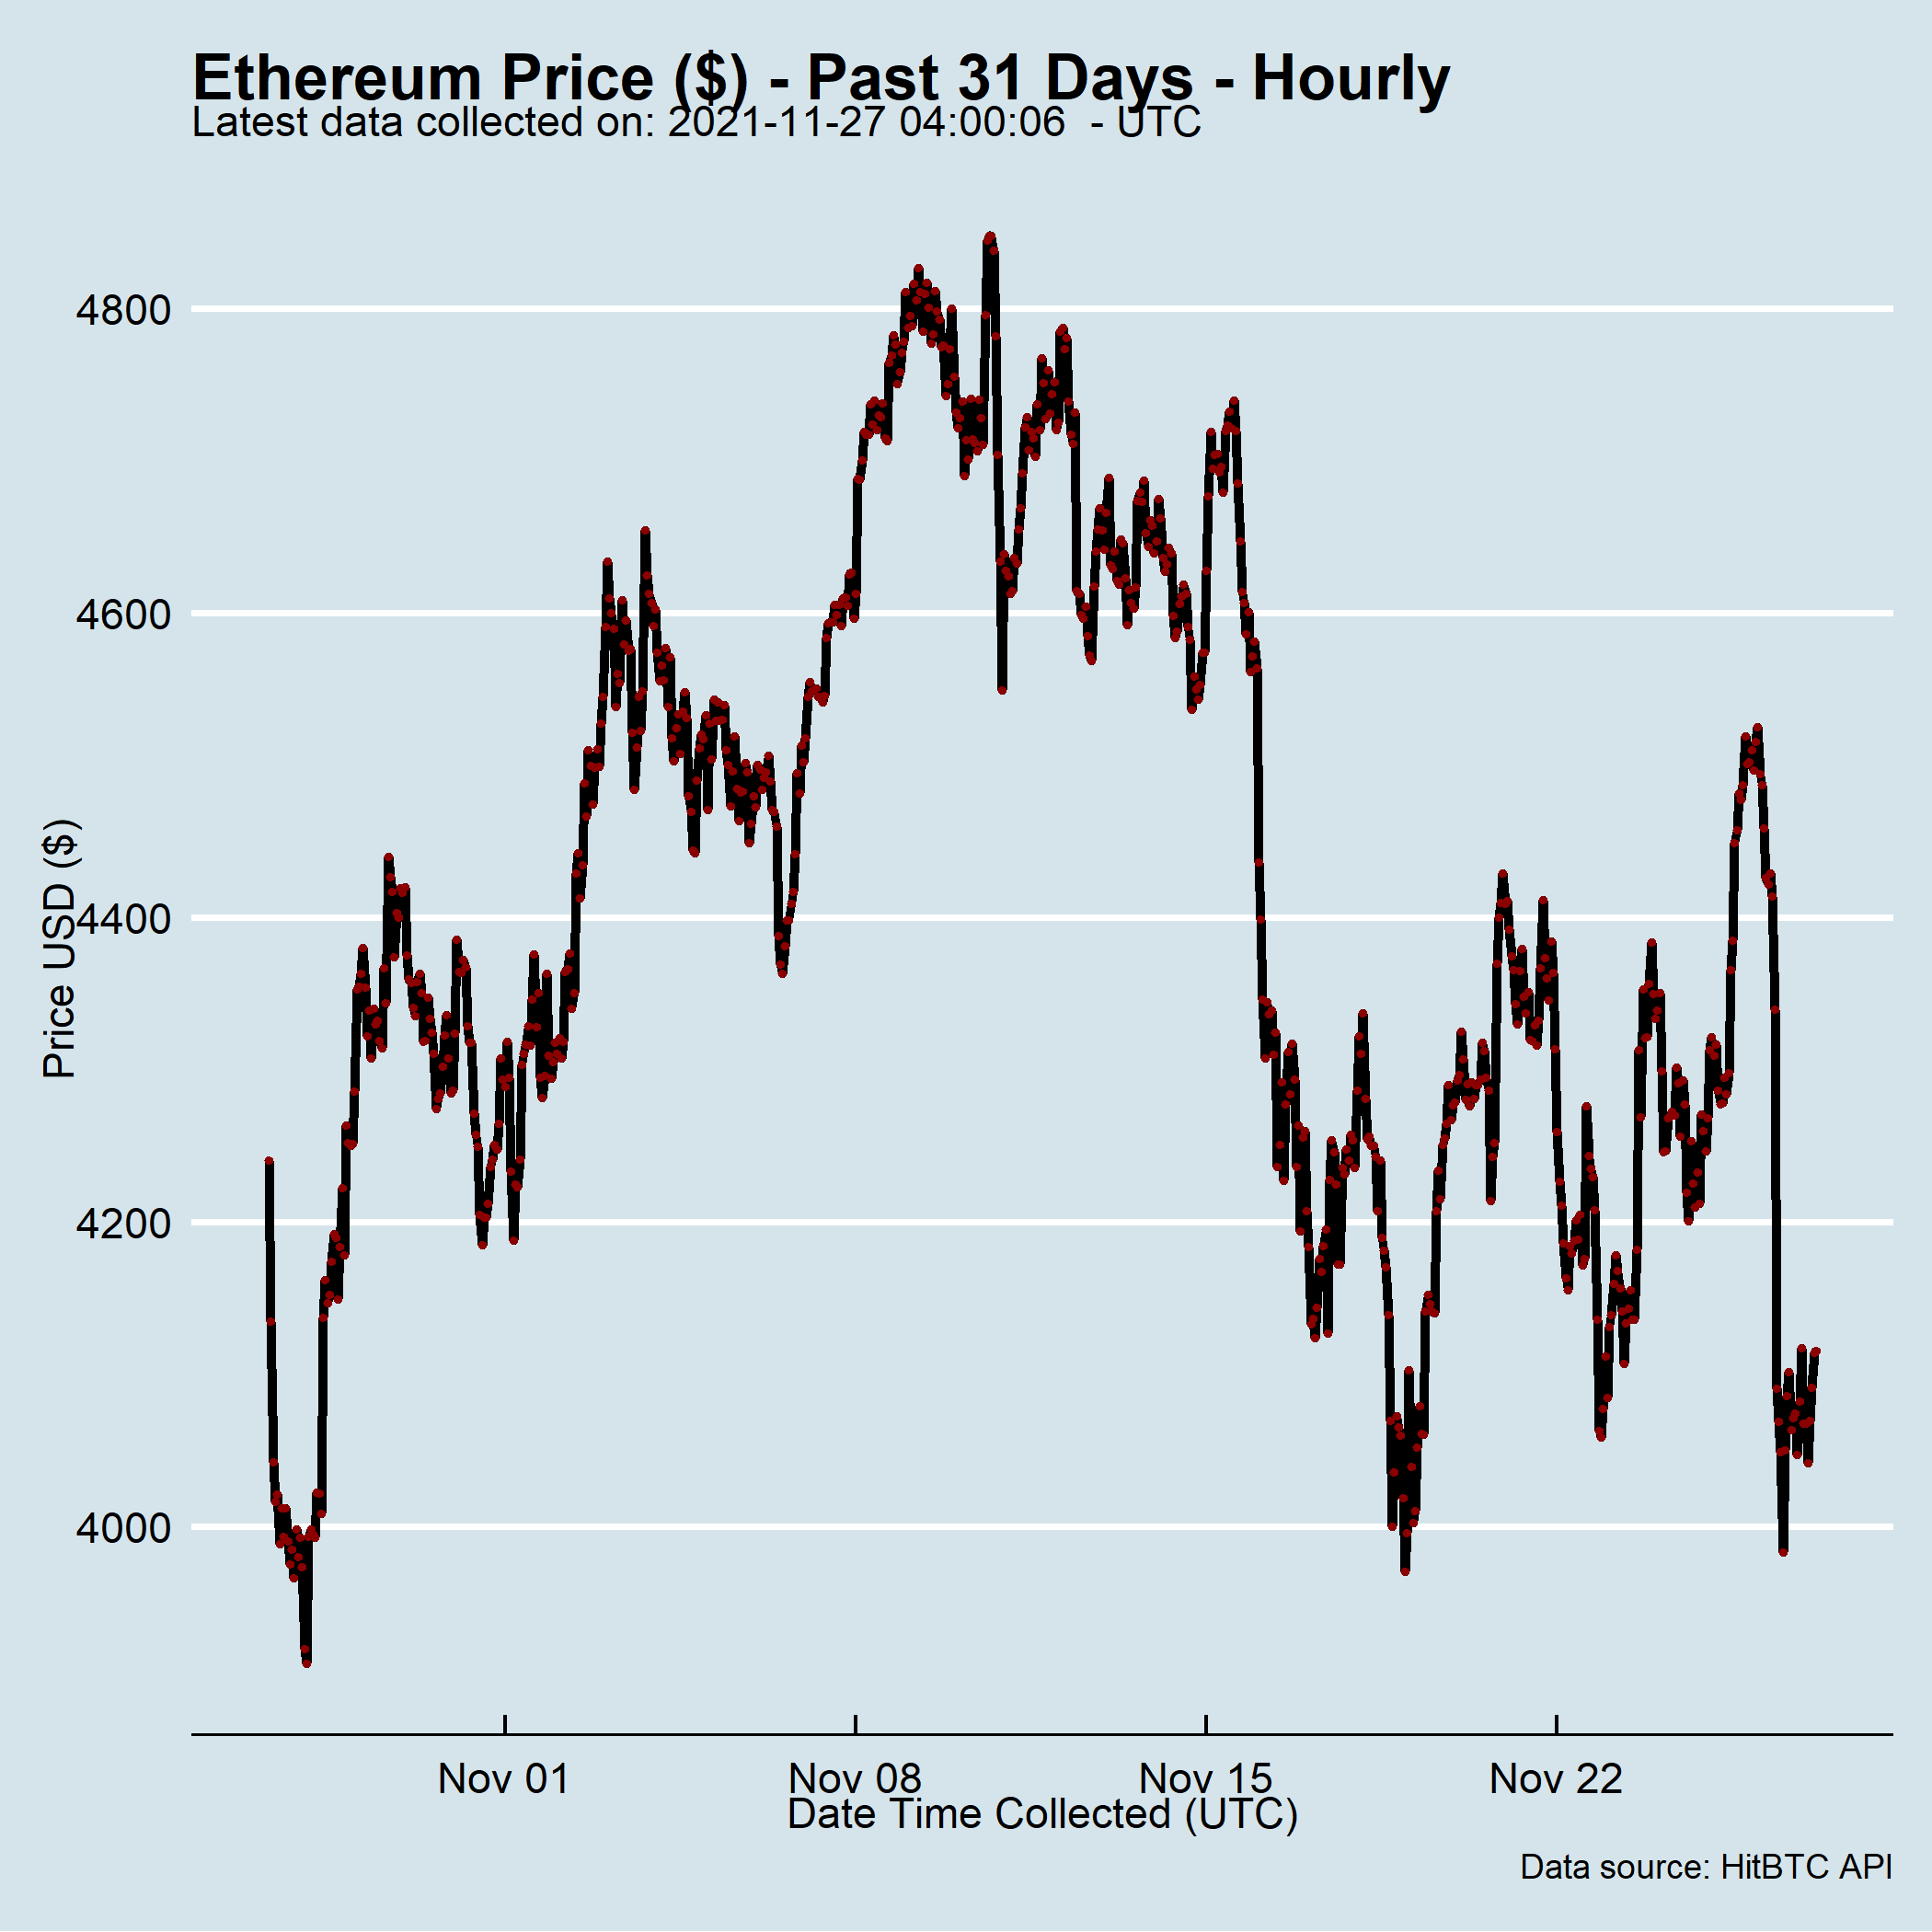 Ethereum Price ($) - Past 31 Days - Hourly
Latest data collected on: 2021-11-27 04:00:06  - UTC
Price USD ($)
4800
4600
4400
4200
4000
Nov 01
Nov 08
Nov 15
Nov 22
Date Time Collected (UTC)
Data source: HitBTC API